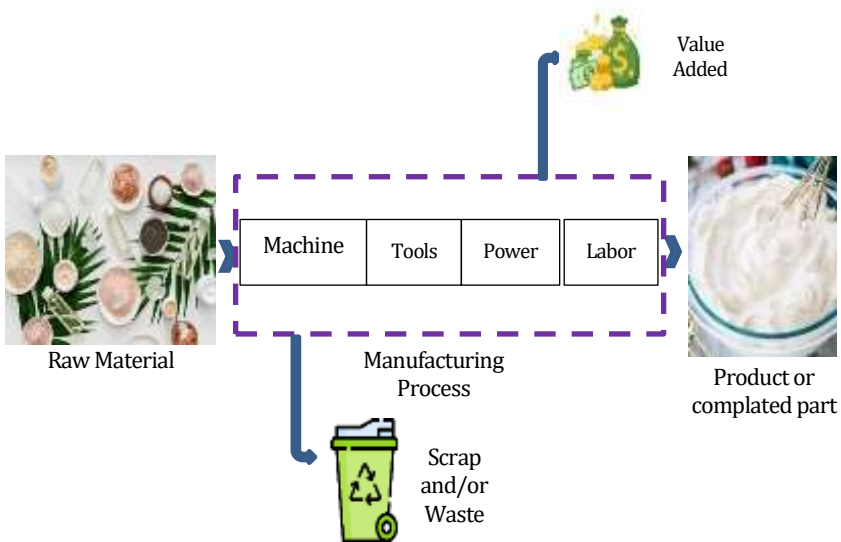 Value
Added
Machine
Tools
Power
Labor
Raw Material
Manufacturing
Process
Product or
complated part
Scrap
and/or
Waste